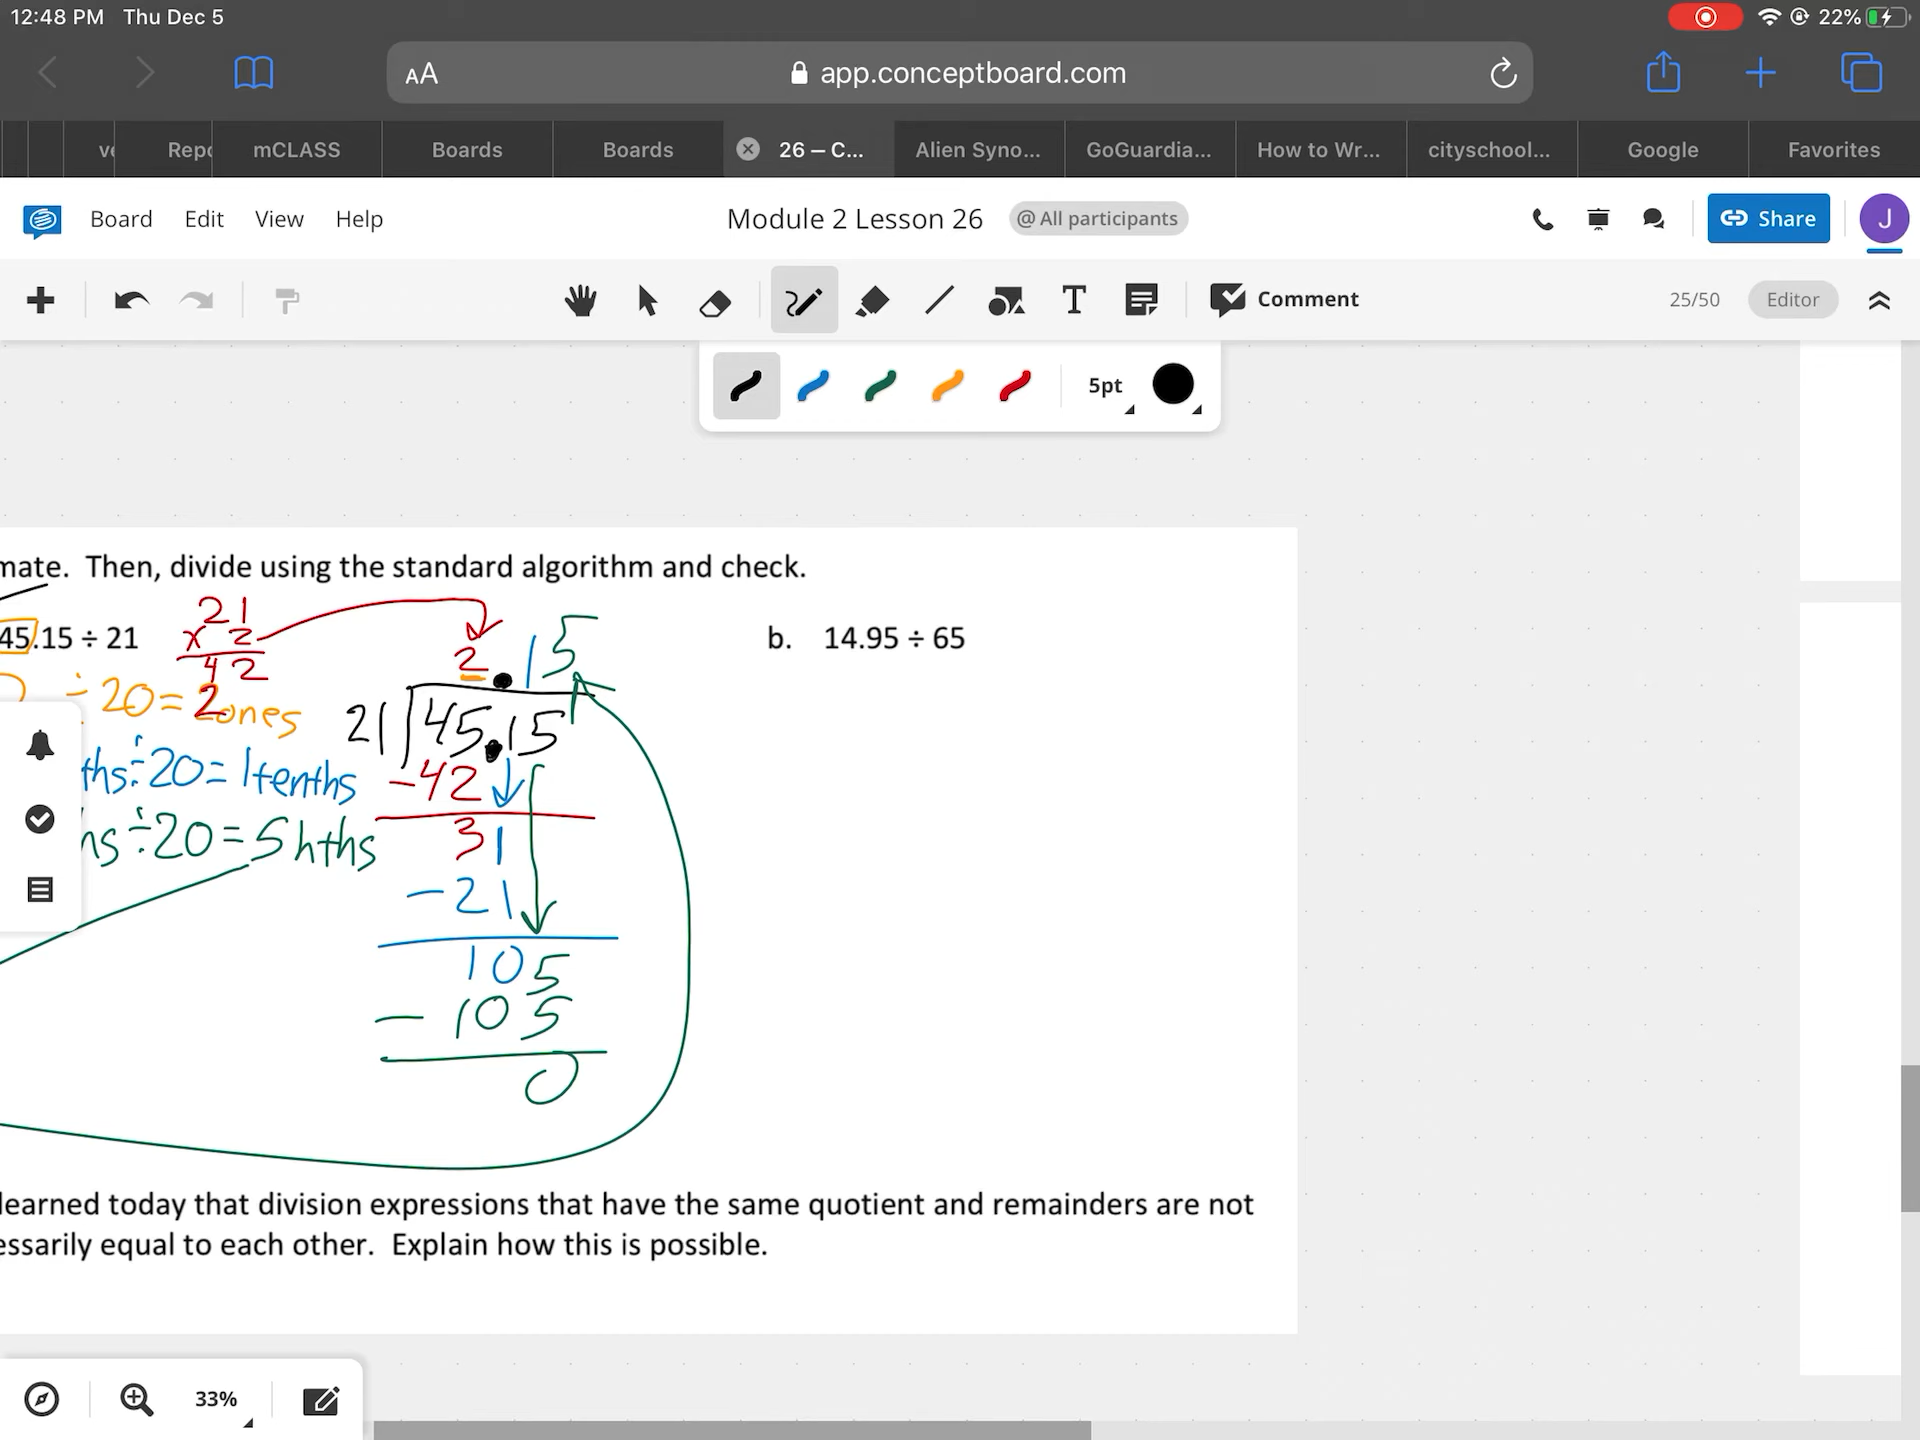 12:48 PM Thu Dec 5
22%
AA
app.conceptboard.com
Repo
mCLASS
Boards
Boards
26 – C...
Alien Syno...
GoGuardia...
How to Wr...
cityschool...
Google
Favorites
Board
Edit
View
Help
Module 2 Lesson 26
@ All participants
Share
J
T
Comment
25/50
Editor
5pt
mate. Then, divide using the standard algorithm and check.
45.15 ÷ 21
21
x 2
42
÷ 20 = 2 ones
ths ÷ 20 = 1 tenths
hs ÷ 20 = 5 hths
2.15
21 45.15
-42
31
-21
105
-105
0
b. 14.95 ÷ 65
learned today that division expressions that have the same quotient and remainders are not
essarily equal to each other. Explain how this is possible.
33%